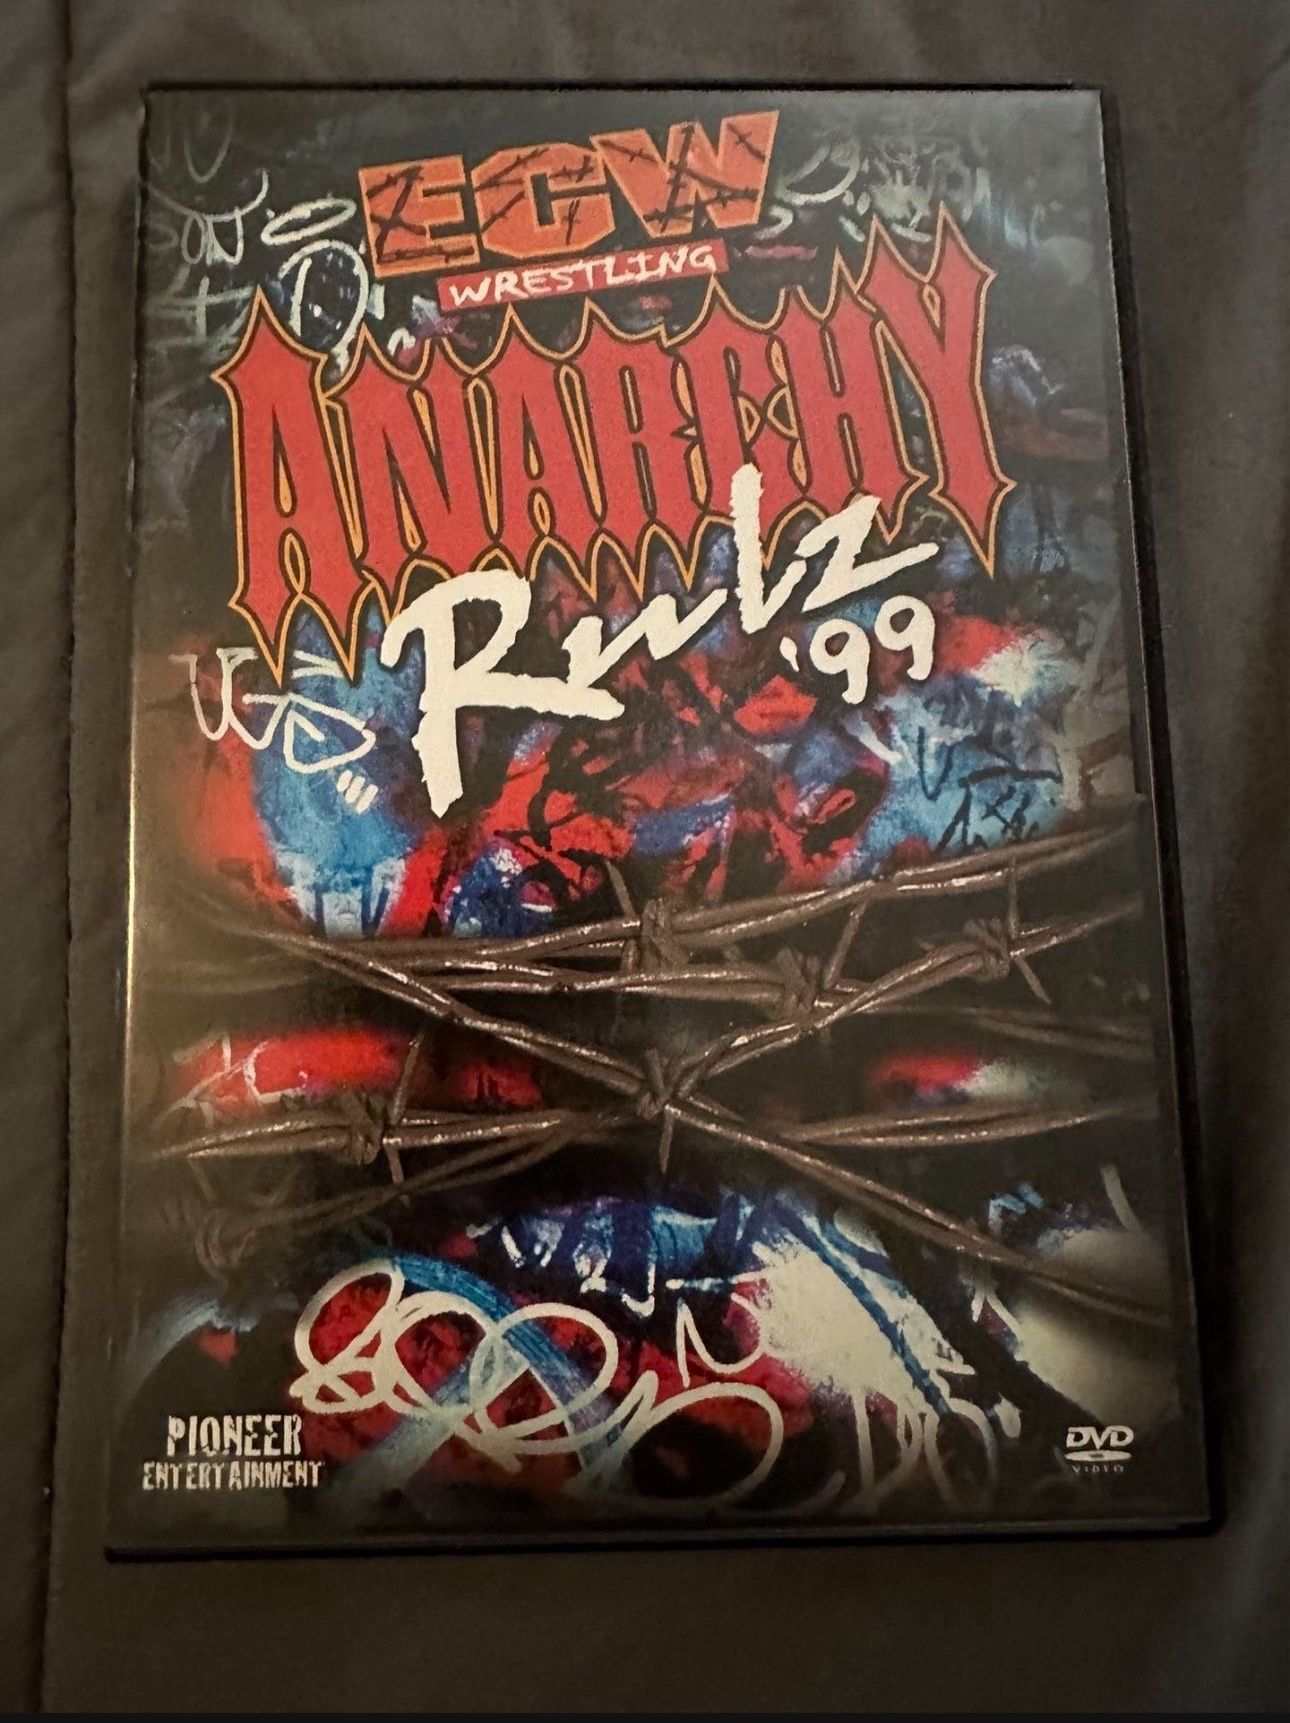 ECW
WRESTLING
ANARCHY
Rulz
'99
PIONEER
ENTERTAINMENT
DVD
VIDEO